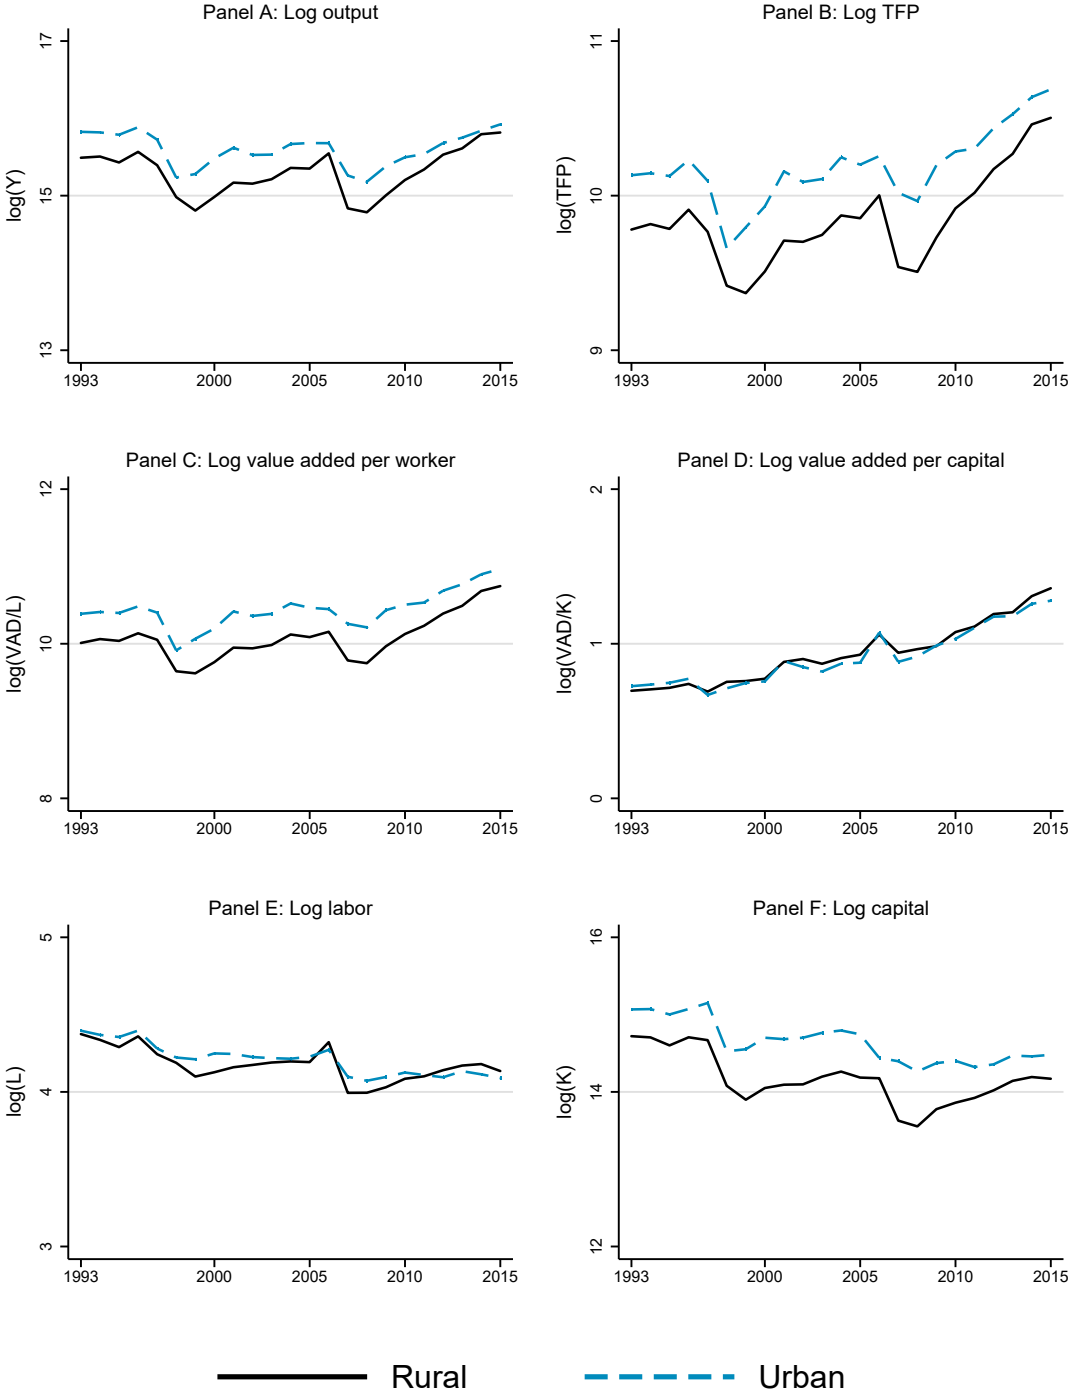 Panel A: Log output
log(Y)
17
15
13
1993 2000 2005 2010 2015
Panel B: Log TFP
log(TFP)
11
10
9
1993 2000 2005 2010 2015
Panel C: Log value added per worker
log(VAD/L)
12
10
8
1993 2000 2005 2010 2015
Panel D: Log value added per capital
log(VAD/K)
2
1
0
1993 2000 2005 2010 2015
Panel E: Log labor
log(L)
5
4
3
1993 2000 2005 2010 2015
Panel F: Log capital
log(K)
16
14
12
1993 2000 2005 2010 2015
Rural Urban